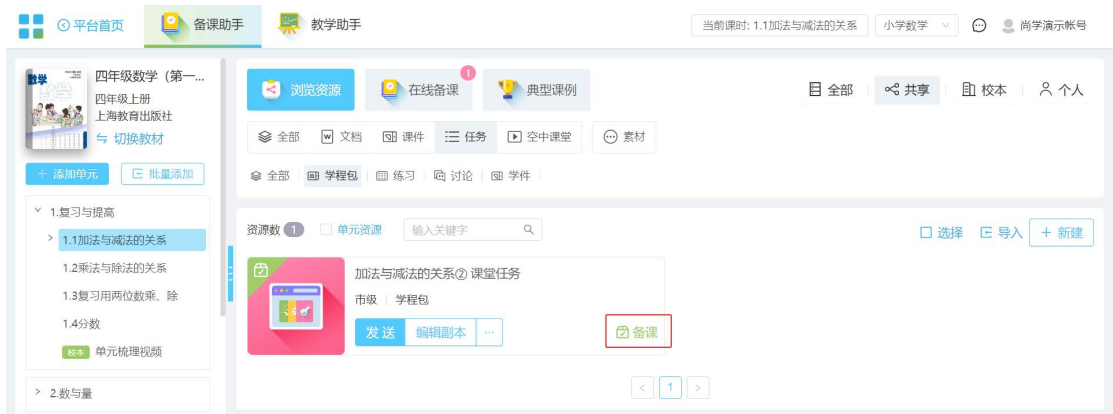 平台首页
备课助手
教学助手
当前课时: 1.1加法与减法的关系
小学数学
尚学演示帐号
数学
四年级数学（第一...
四年级上册
上海教育出版社
切换教材
+ 添加单元
批量添加
1.复习与提高
1.1加法与减法的关系
1.2乘法与除法的关系
1.3复习用两位数乘、除
1.4分数
校本 单元梳理视频
2.数与量
浏览资源
在线备课
1
典型课例
全部
共享
校本
个人
全部
文档
课件
任务
空中课堂
素材
全部
学程包
练习
讨论
学件
资源数 1
单元资源
输入关键字
选择
导入
+ 新建
加法与减法的关系② 课堂任务
市级 学程包
发送
编辑副本
...
备课
< 1 >